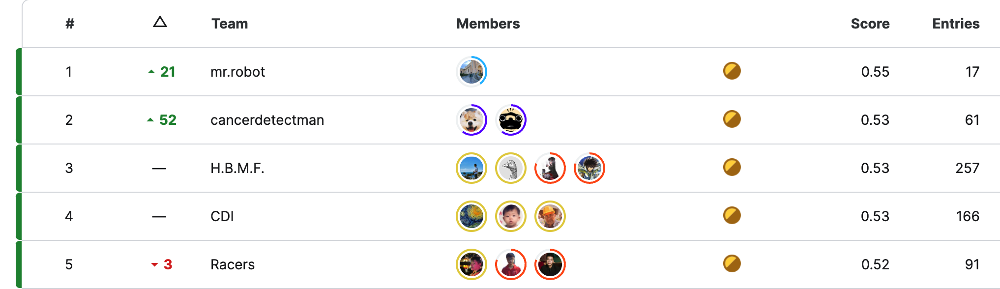 # △ Team Members Score Entries
1 ▲ 21 mr.robot 0.55 17
2 ▲ 52 cancerdetectman 0.53 61
3 — H.B.M.F. 0.53 257
4 — CDI 0.53 166
5 ▼ 3 Racers 0.52 91